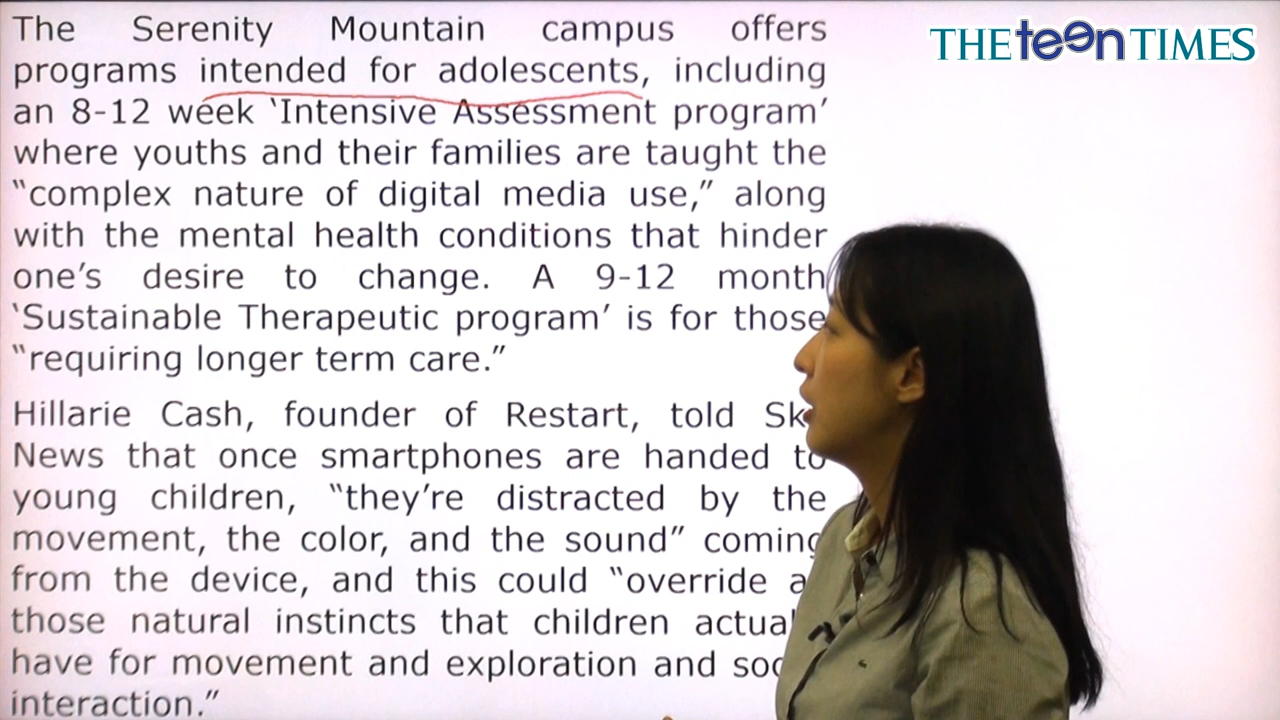 The Serenity Mountain campus offers
programs intended for adolescents, including
an 8-12 week ‘Intensive Assessment program’
where youths and their families are taught the
“complex nature of digital media use,” along
with the mental health conditions that hinder
one’s desire to change. A 9-12 month
‘Sustainable Therapeutic program’ is for those
“requiring longer term care.”
Hillarie Cash, founder of Restart, told
News that once smartphones are handed to
young children, “they’re distracted by the
movement, the color, and the sound” coming
from the device, and this could “override
those natural instincts that children
have for movement and exploration and
interaction.”
THE teen TIMES